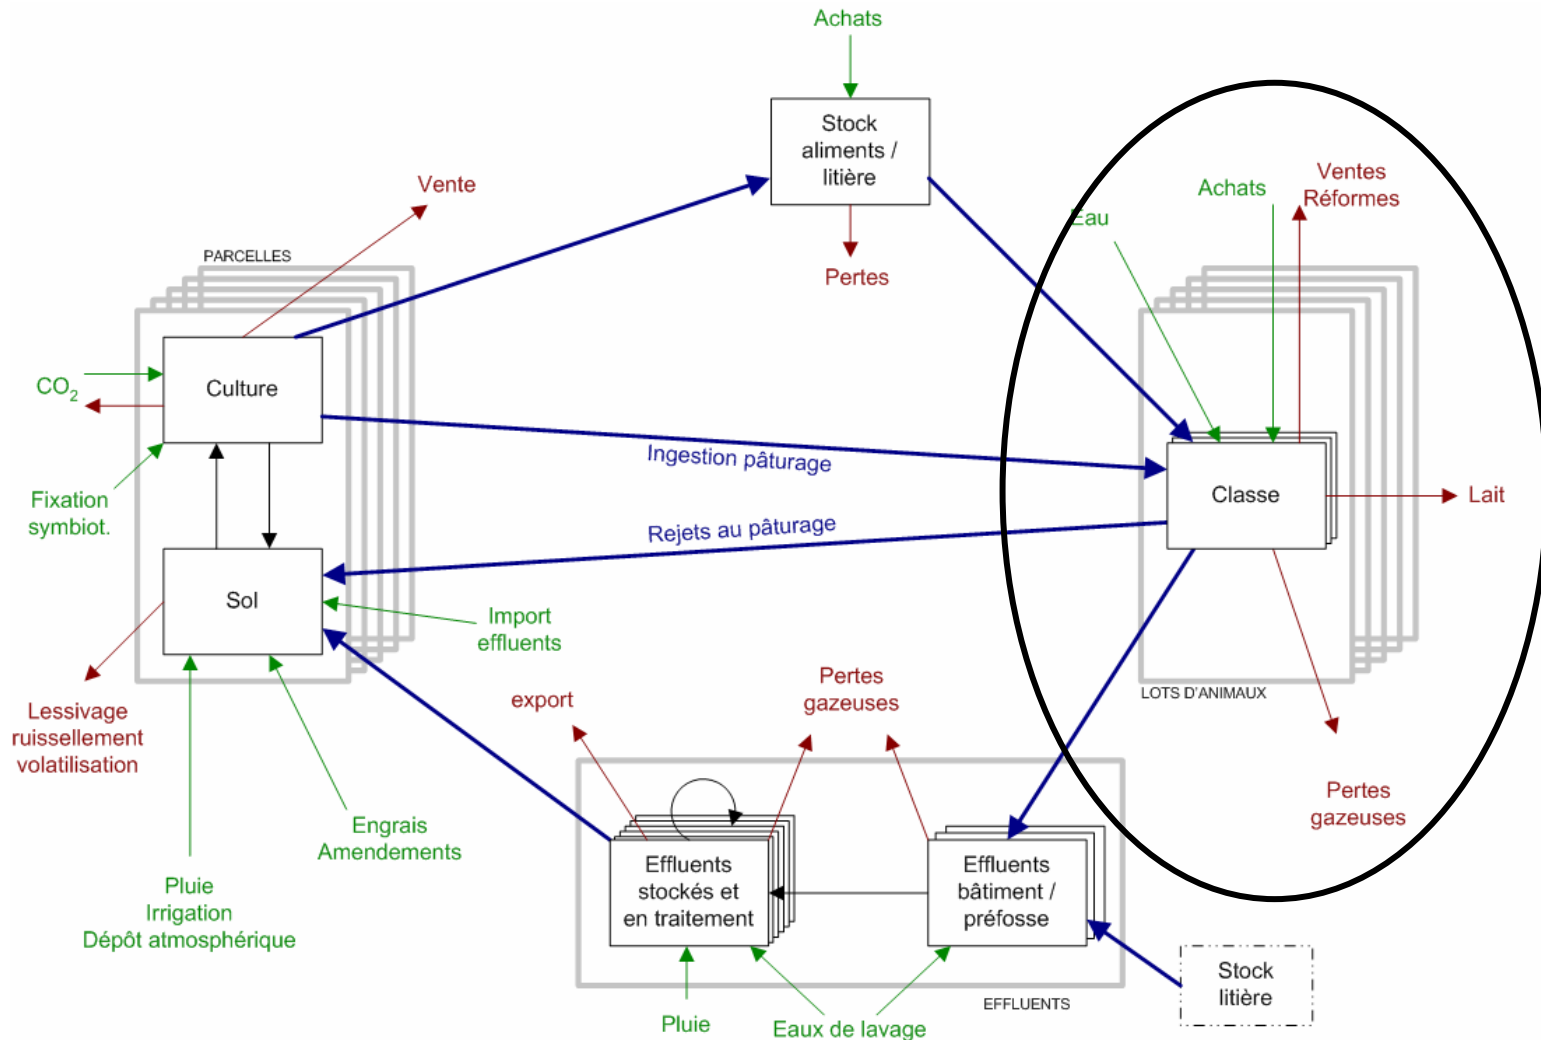 Achats
Stock
aliments /
litière
Pertes
Vente
PARCELLES
Culture
CO2
Fixation
symbiot.
Sol
Import
effluents
Lessivage
ruissellement
volatilisation
Engrais
Amendements
Pluie
Irrigation
Dépôt atmosphérique
Ingestion pâturage
Rejets au pâturage
Eau
Achats
Ventes
Réformes
Classe
Lait
LOTS D'ANIMAUX
Pertes
gazeuses
export
Pertes
gazeuses
Effluents
stockés et
en traitement
Effluents
bâtiment /
préfosse
EFFLUENTS
Pluie
Eaux de lavage
Stock
litière